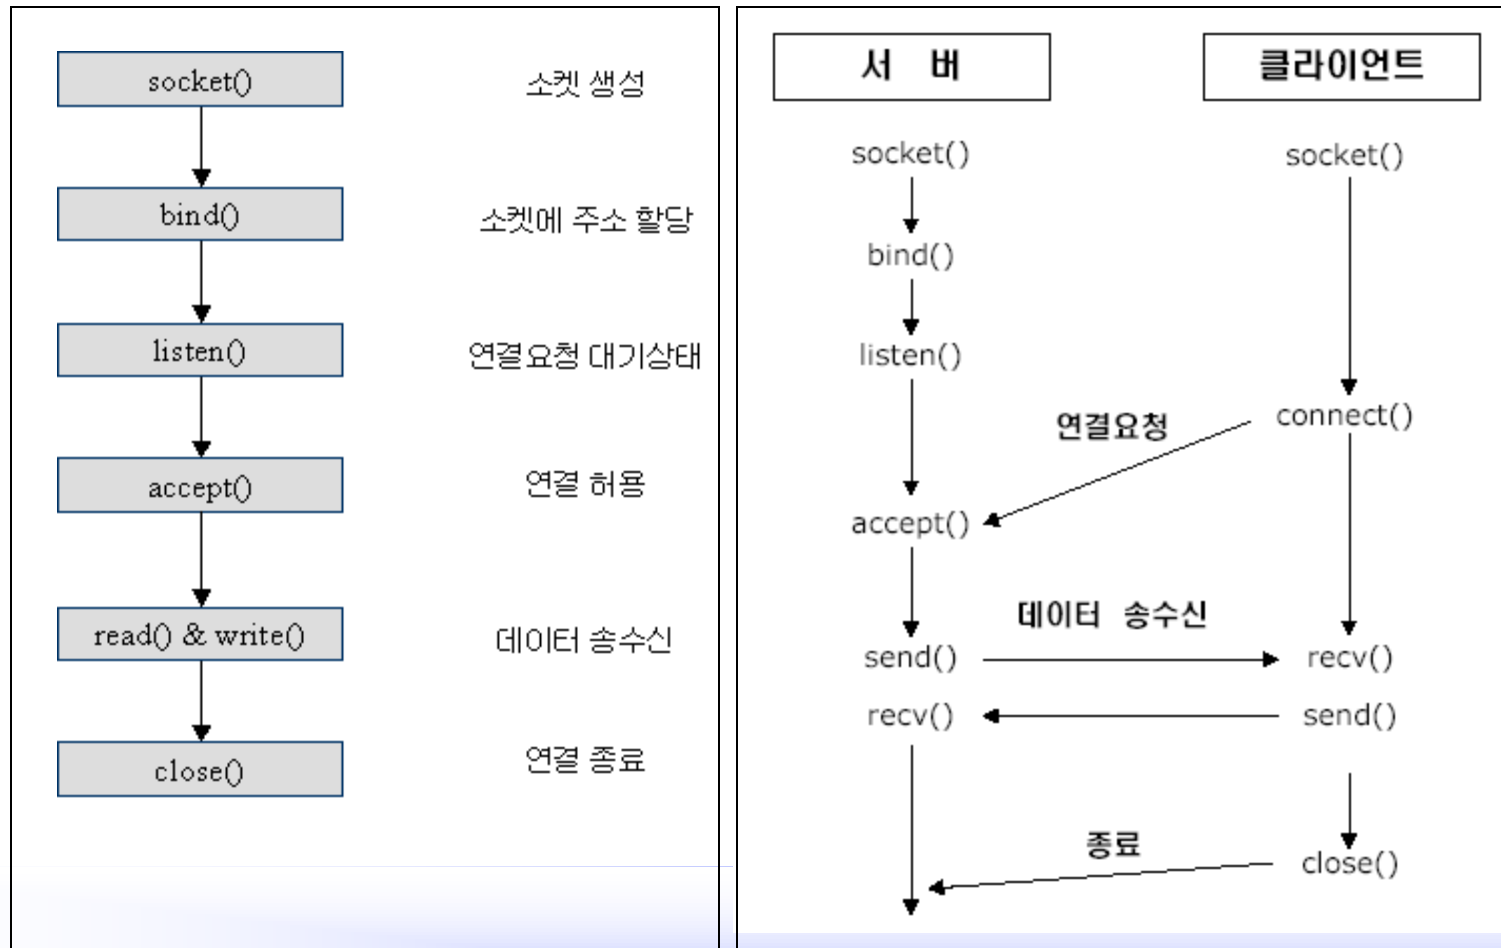 socket() 소켓 생성
bind() 소켓에 주소 할당
listen() 연결요청 대기상태
accept() 연결 허용
read() & write() 데이터 송수신
close() 연결 종료
서 버 클라이언트
socket() socket()
bind()
listen()
연결요청 connect()
accept()
데이터 송수신
send() recv()
recv() send()
종료
close()